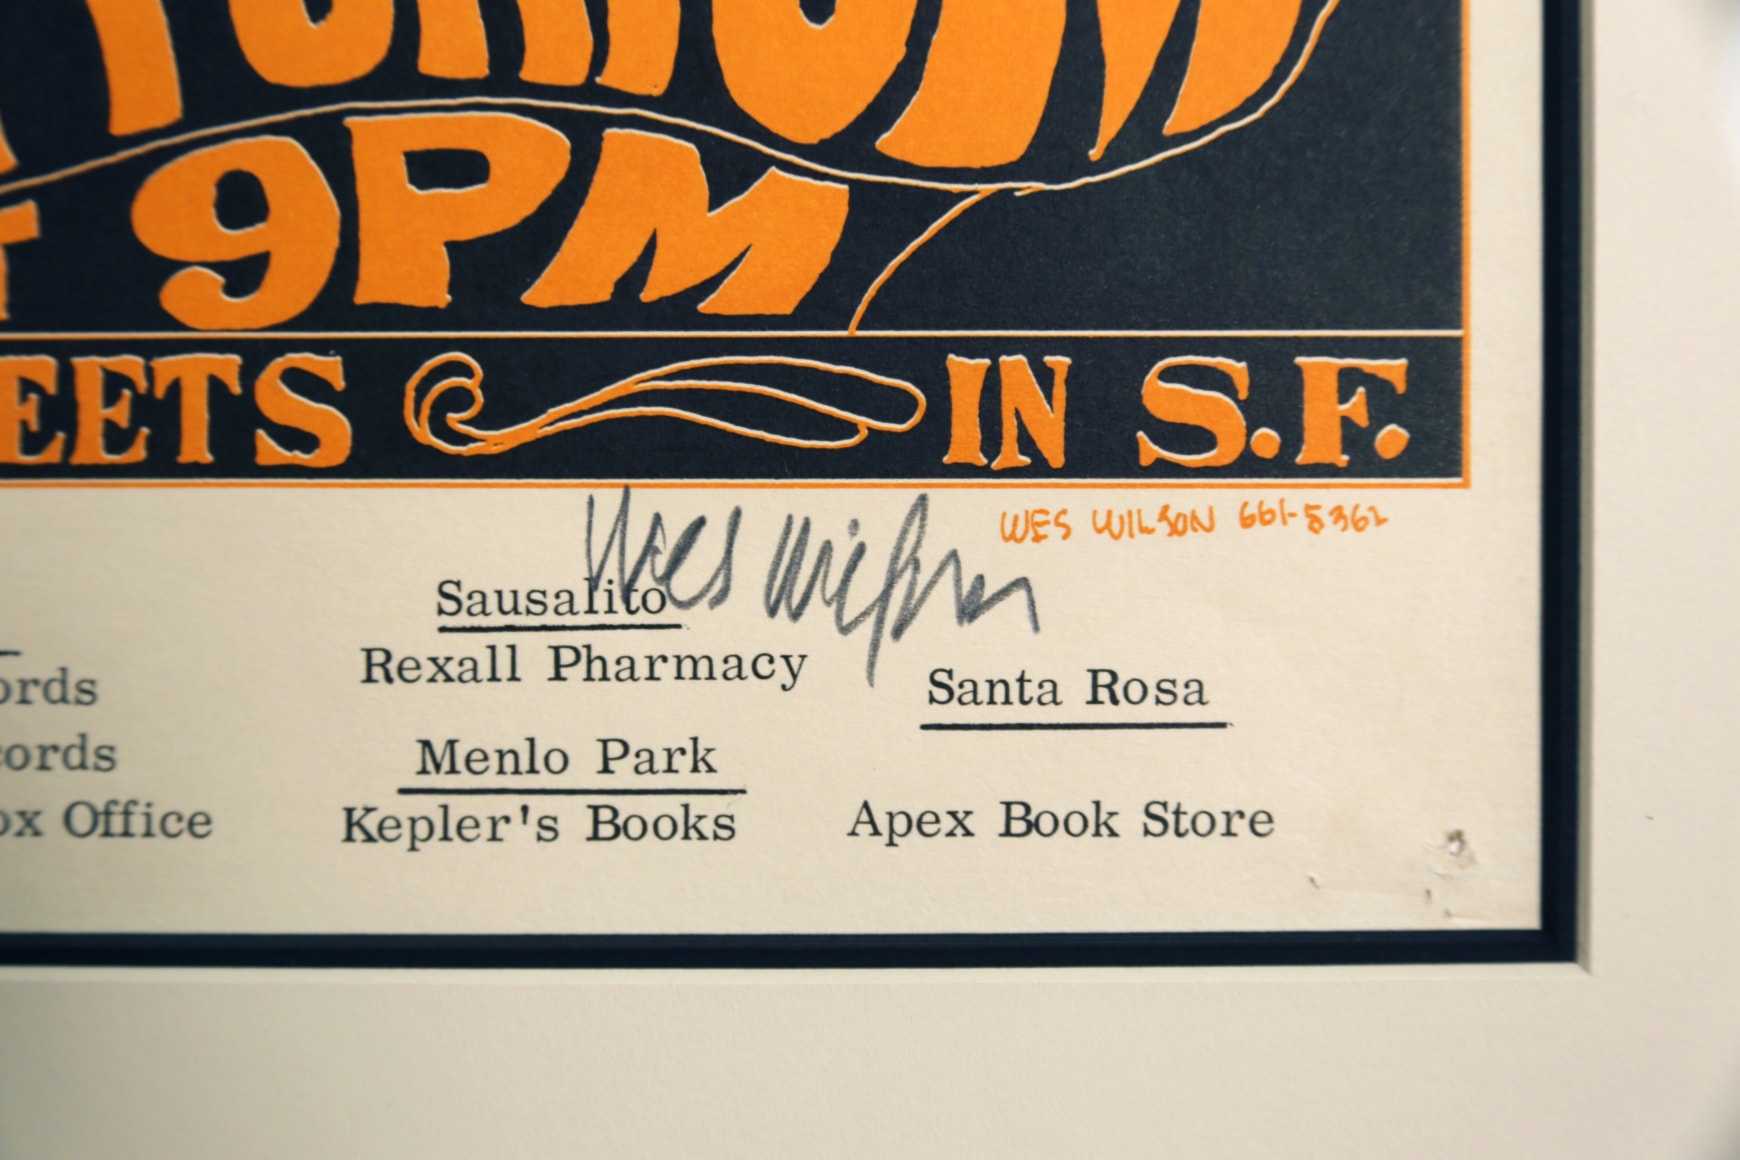 9PM
EETS IN S.F.
WES WILSON 661-5362
Wes Wilson
Sausalito
Rexall Pharmacy
Santa Rosa
ords
Menlo Park
cords
Kepler's Books
Apex Book Store
ox Office